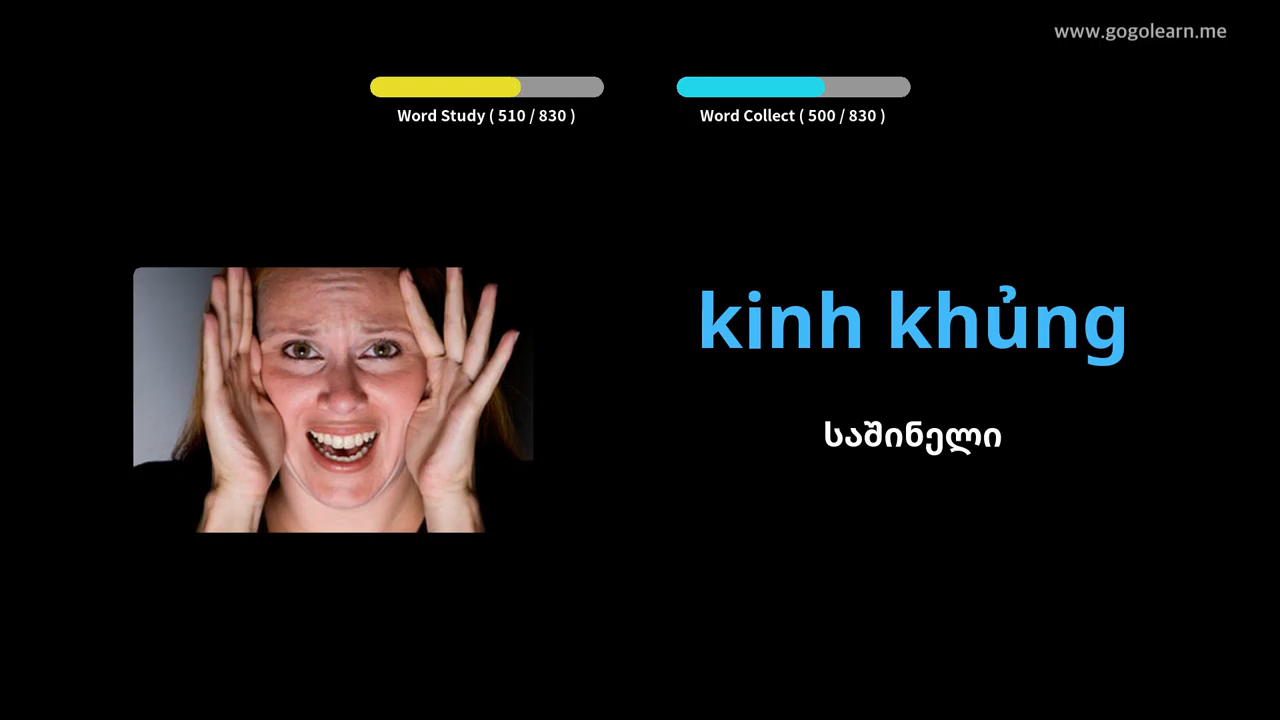 www.gogolearn.me
Word Study ( 510 / 830 )
Word Collect ( 500 / 830 )
kinh khủng
საშინელი